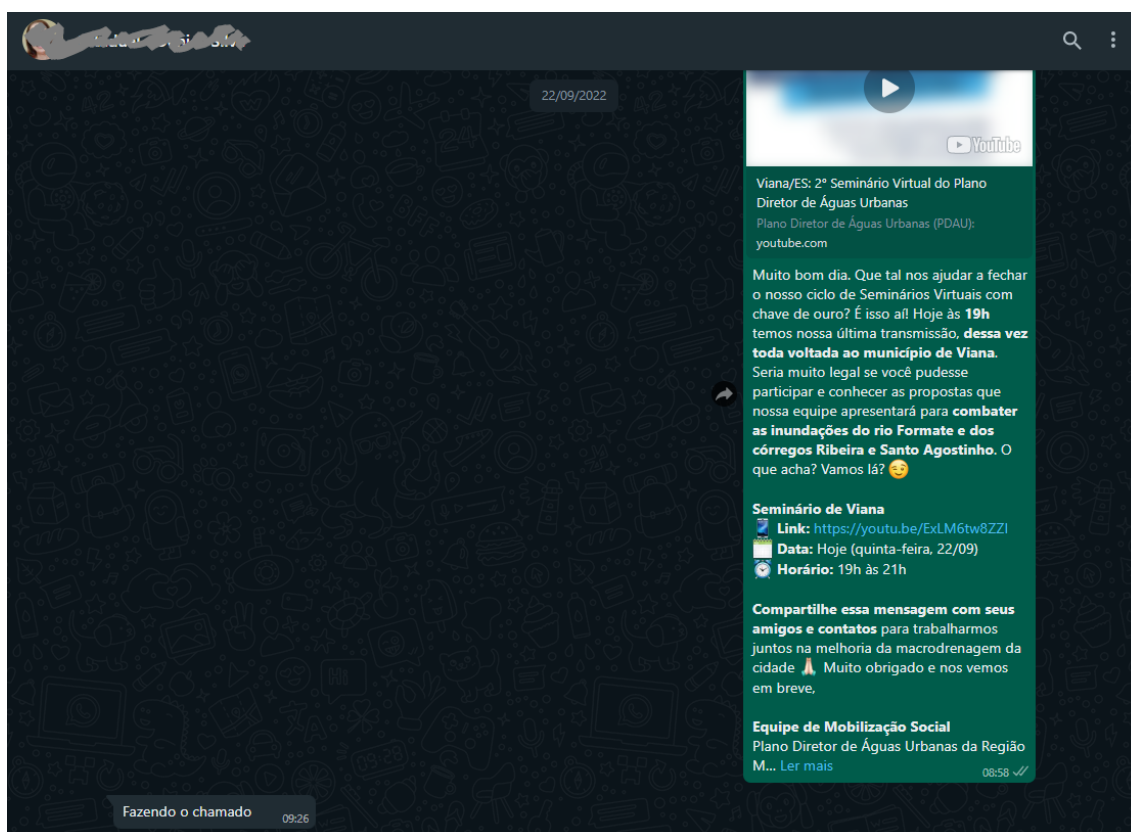 22/09/2022
YouTube
Viana/ES: 2º Seminário Virtual do Plano
Diretor de Águas Urbanas
Plano Diretor de Águas Urbanas (PDAU):
youtube.com
Muito bom dia. Que tal nos ajudar a fechar
o nosso ciclo de Seminários Virtuais com
chave de ouro? É isso aí! Hoje às 19h
temos nossa última transmissão, dessa vez
toda voltada ao município de Viana.
Seria muito legal se você pudesse
participar e conhecer as propostas que
nossa equipe apresentará para combater
as inundações do rio Formate e dos
córregos Ribeira e Santo Agostinho. O
que acha? Vamos lá? 😉
Seminário de Viana
📱 Link: https://youtu.be/ExLM6tw8ZZI
🗓 Data: Hoje (quinta-feira, 22/09)
⏰ Horário: 19h às 21h
Compartilhe essa mensagem com seus
amigos e contatos para trabalharmos
juntos na melhoria da macrodrenagem da
cidade 🙏🏻 Muito obrigado e nos vemos
em breve,
Equipe de Mobilização Social
Plano Diretor de Águas Urbanas da Região
M... Ler mais
08:58
Fazendo o chamado
09:26